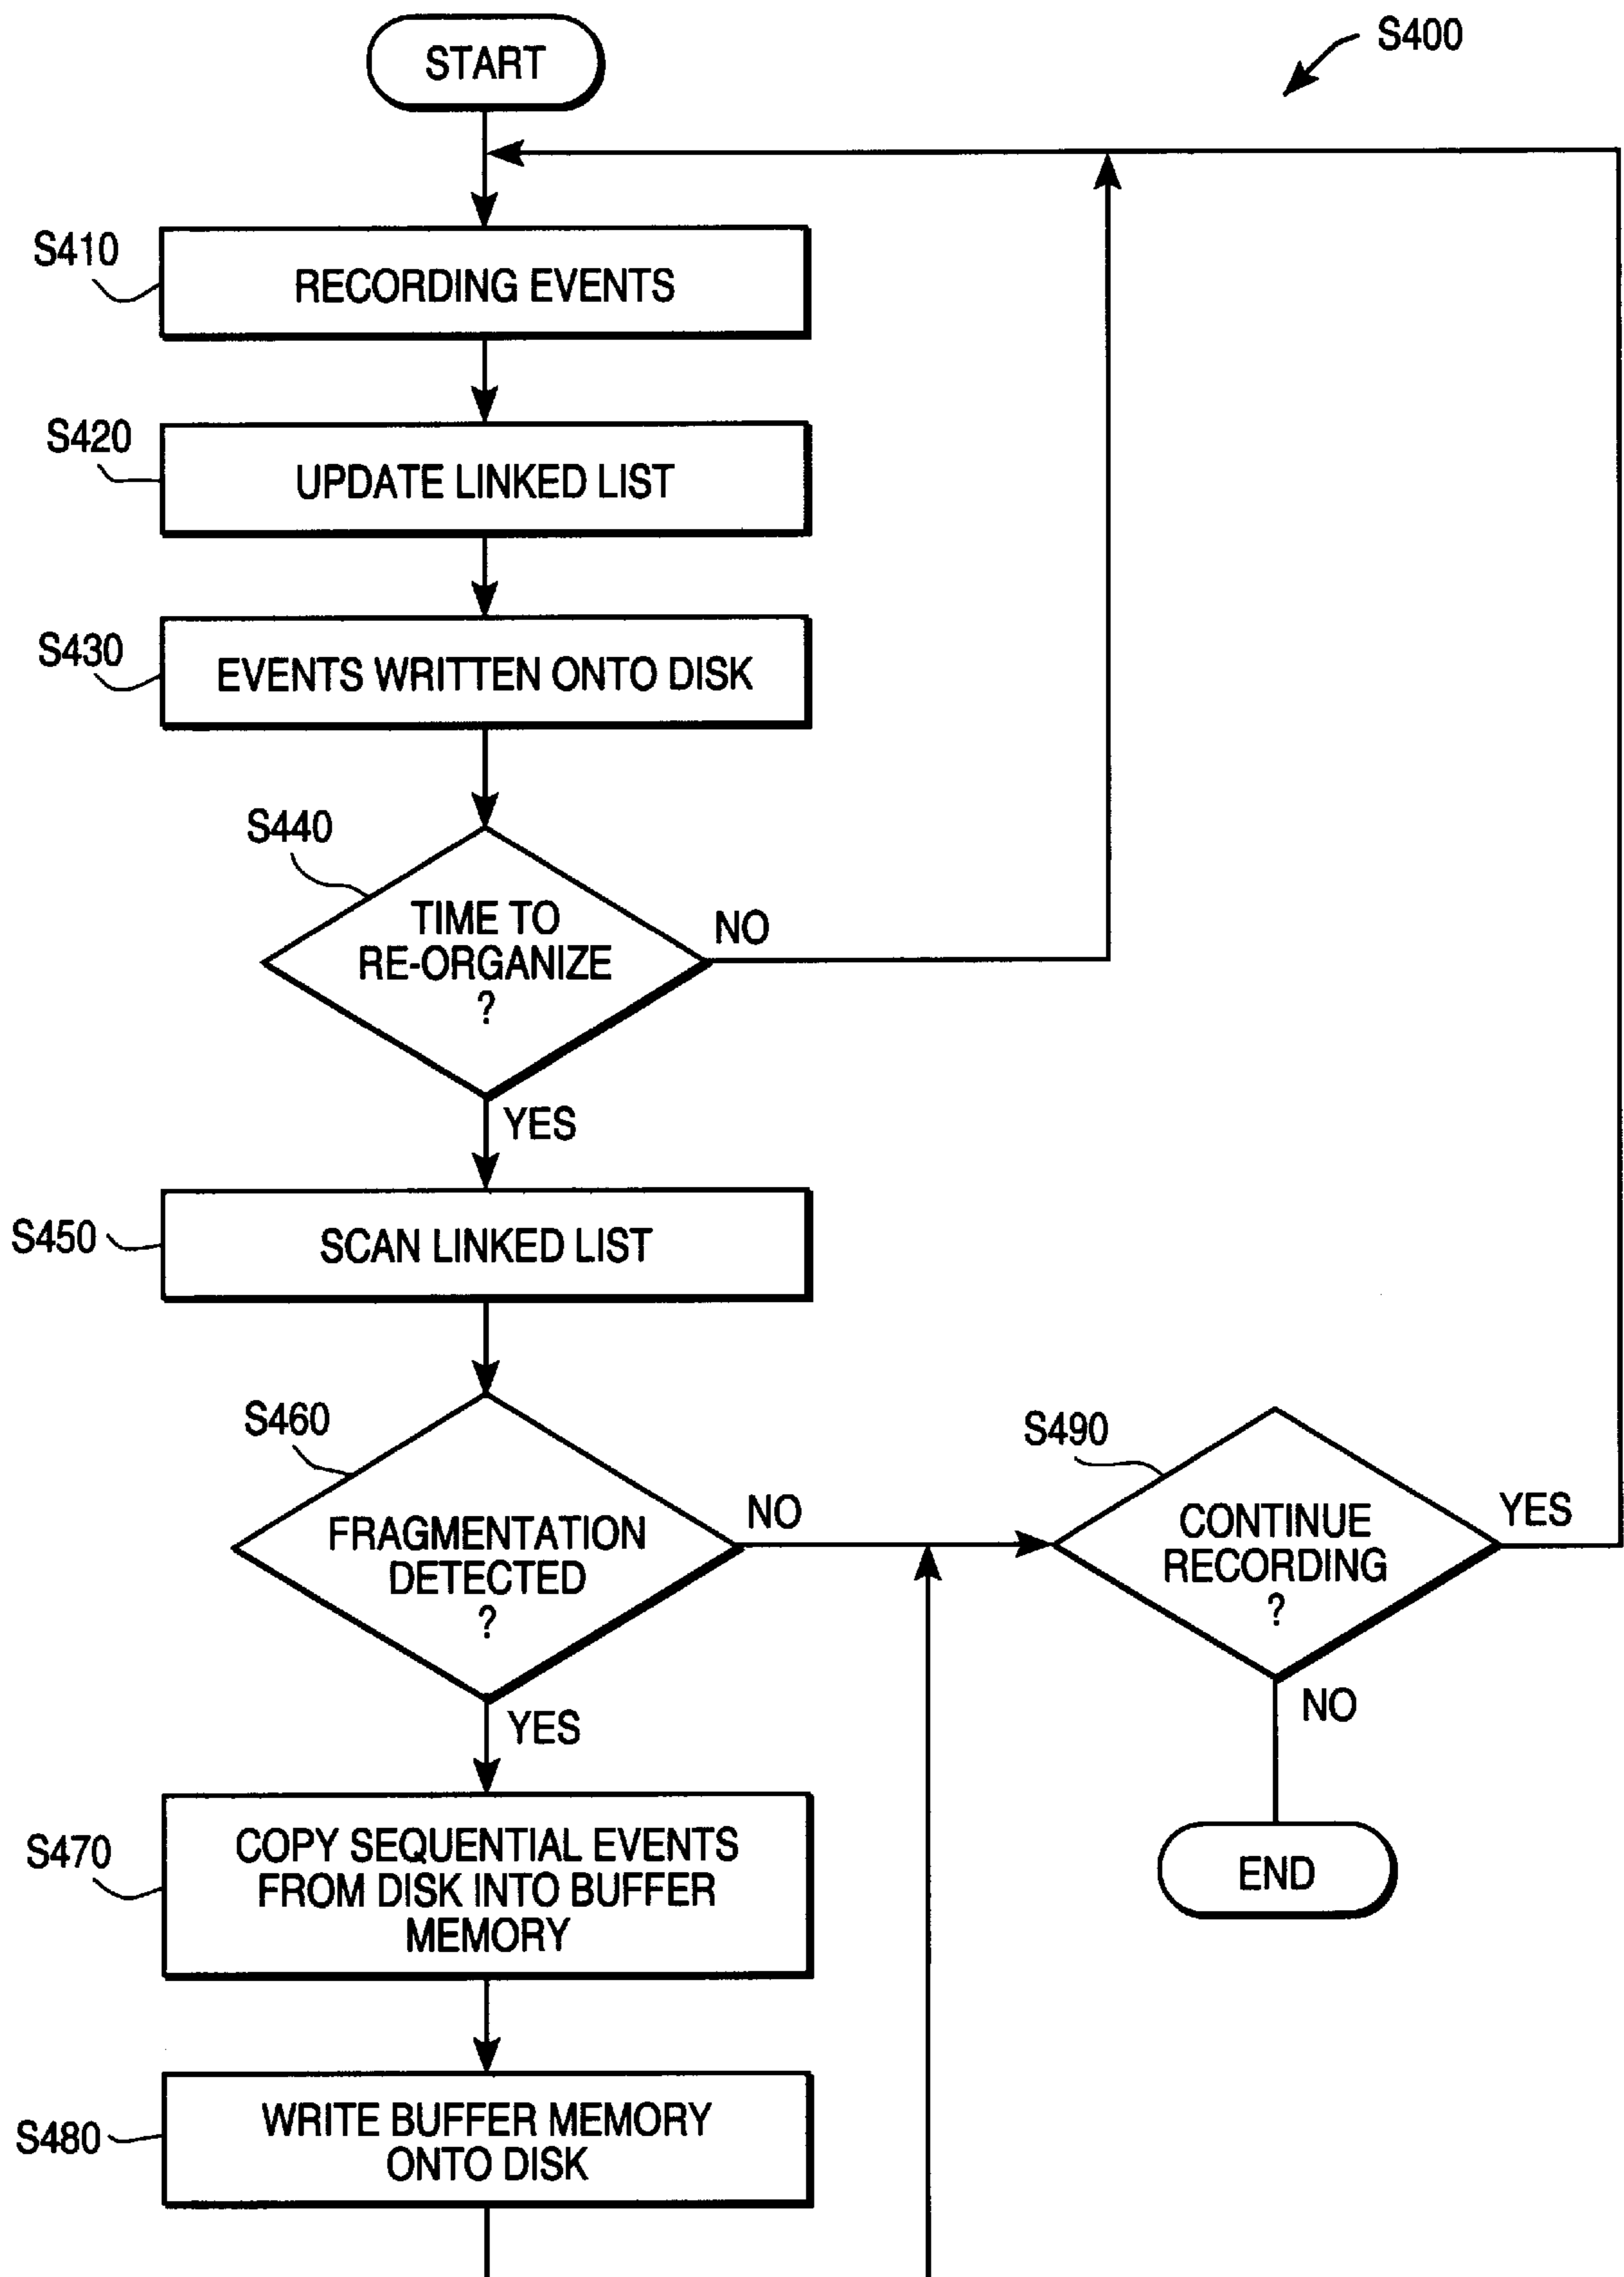 START
S400
S410
RECORDING EVENTS
S420
UPDATE LINKED LIST
S430
EVENTS WRITTEN ONTO DISK
S440
TIME TO
RE-ORGANIZE
?
NO
YES
S450
SCAN LINKED LIST
S460
FRAGMENTATION
DETECTED
?
NO
S490
CONTINUE
RECORDING
?
YES
NO
END
YES
S470
COPY SEQUENTIAL EVENTS
FROM DISK INTO BUFFER
MEMORY
S480
WRITE BUFFER MEMORY
ONTO DISK